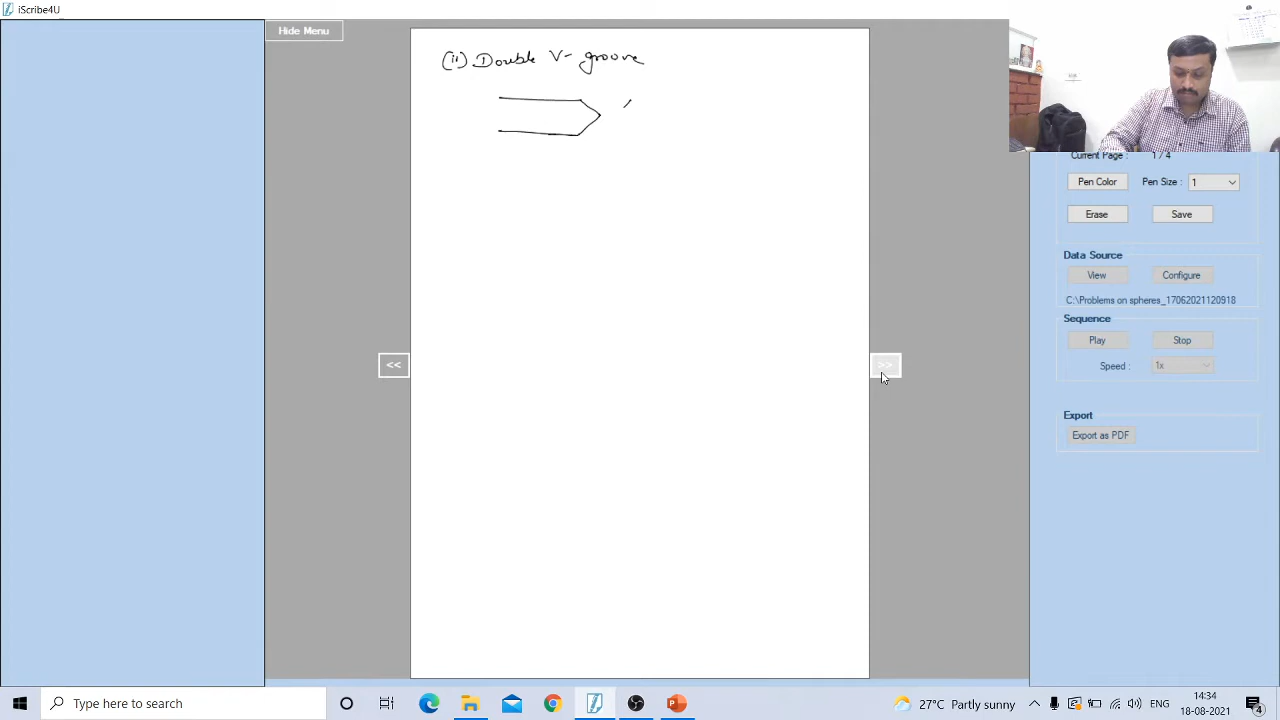 iScribe4U
Hide Menu
(ii) Double V-groove
Current Page : 1 / 4
Pen Color Pen Size : 1
Erase Save
Data Source
View Configure
C:\Problems on spheres_17062021120918
Sequence
Play Stop
<< >>
Speed : 1x
Export
Export as PDF
Type here to search
27°C Partly sunny
ENG
14:34
18-08-2021
4